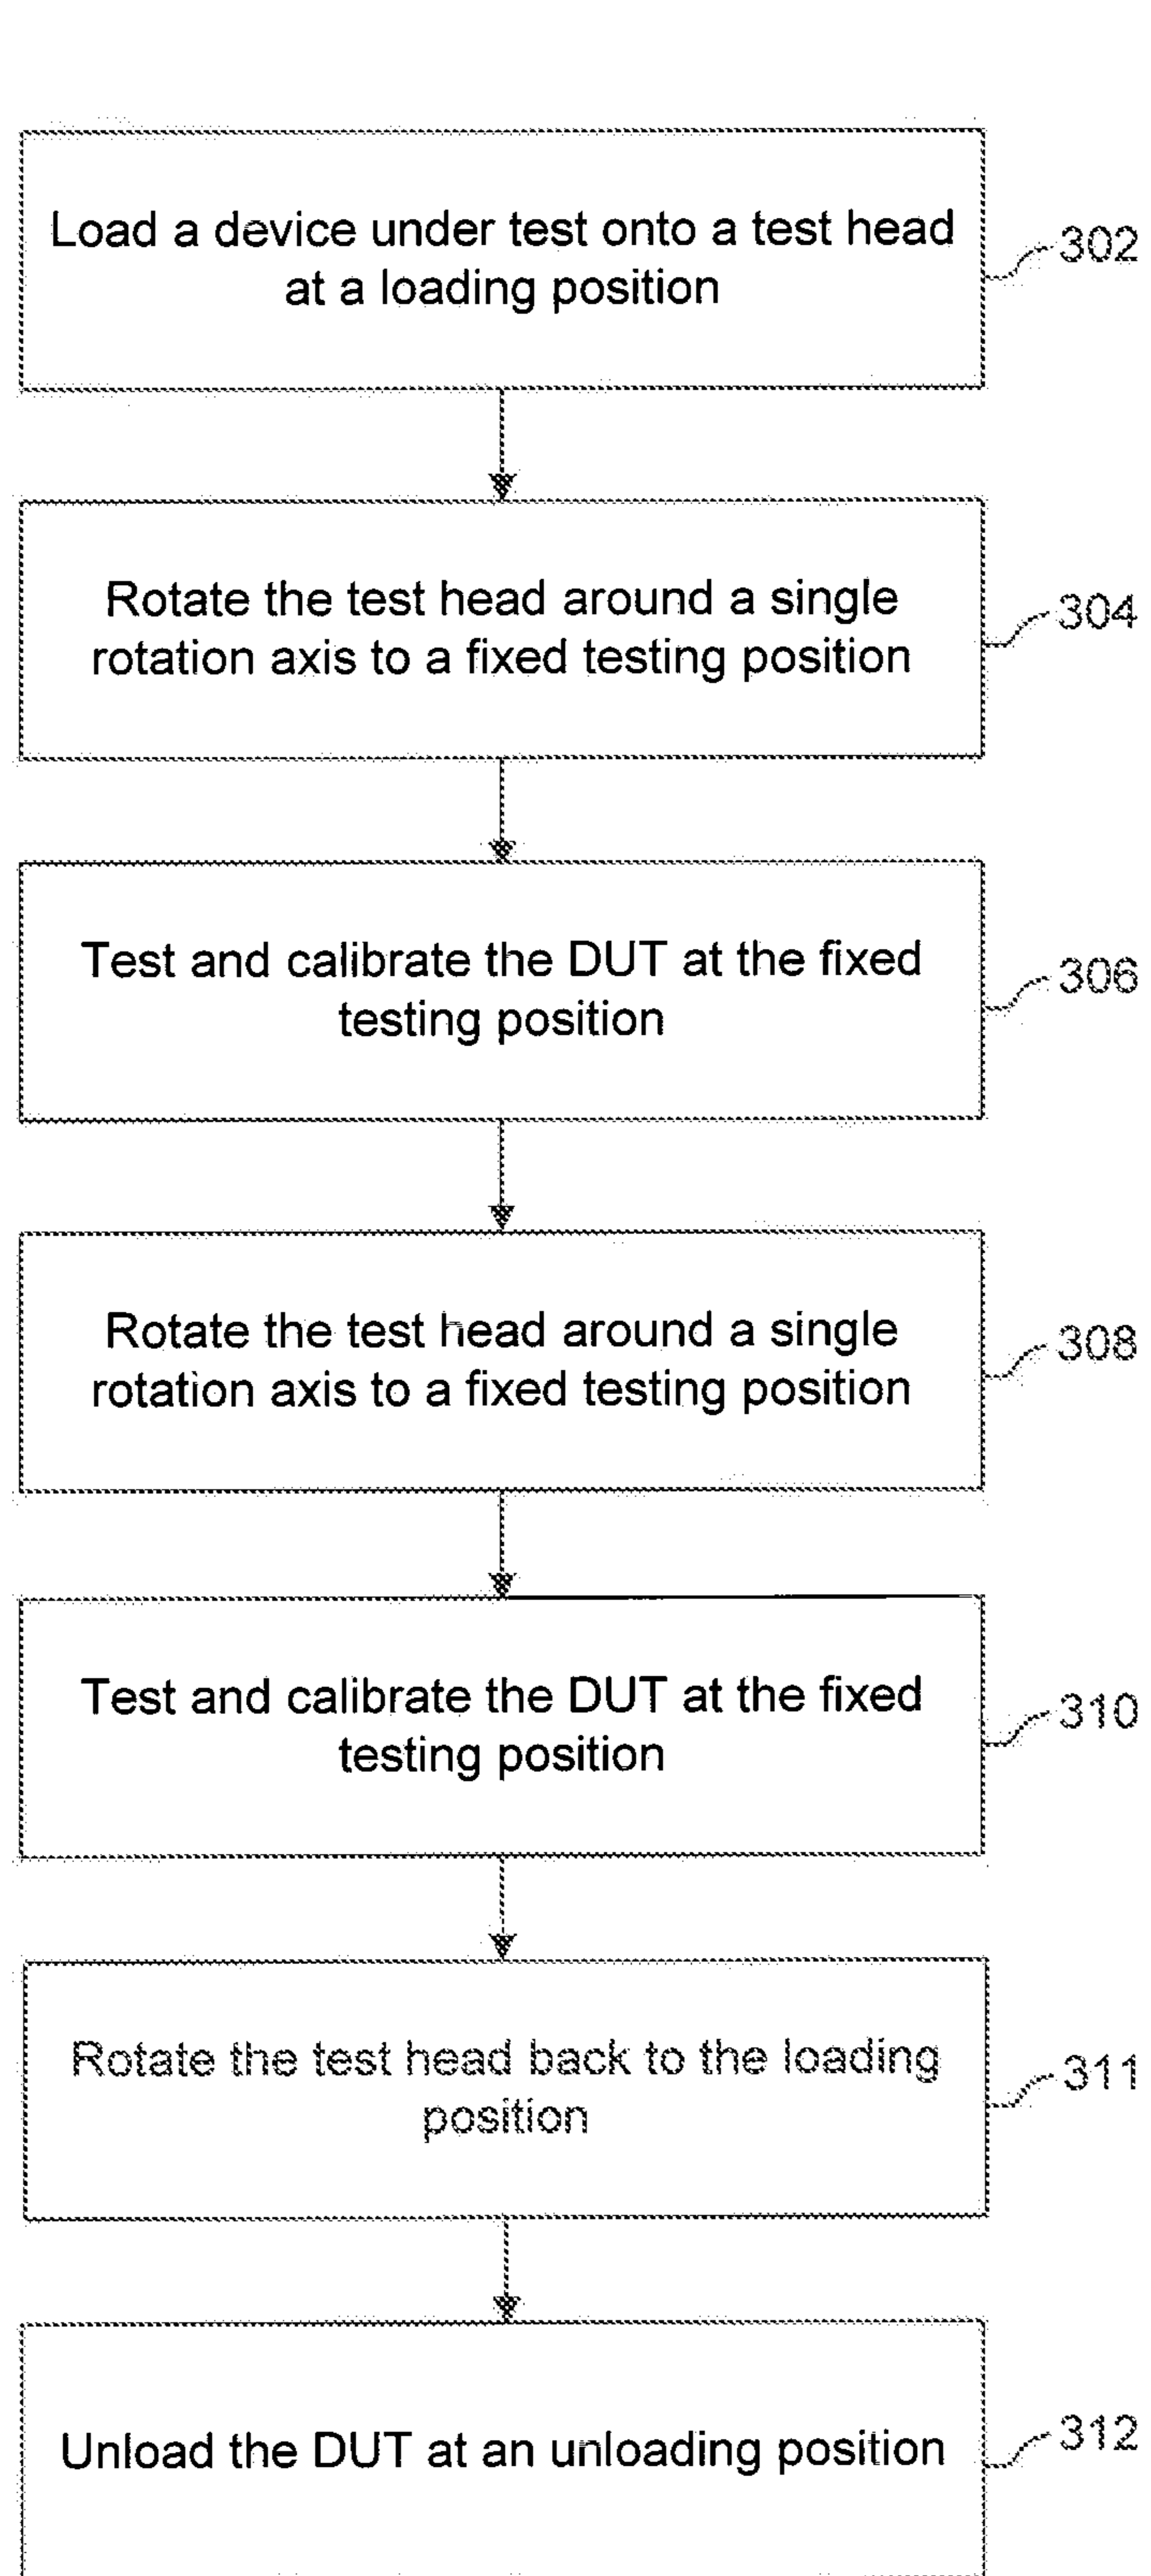 Load a device under test onto a test head
at a loading position
302
Rotate the test head around a single
rotation axis to a fixed testing position
304
Test and calibrate the DUT at the fixed
testing position
306
Rotate the test head around a single
rotation axis to a fixed testing position
308
Test and calibrate the DUT at the fixed
testing position
310
Rotate the test head back to the loading
position
311
Unload the DUT at an unloading position
312